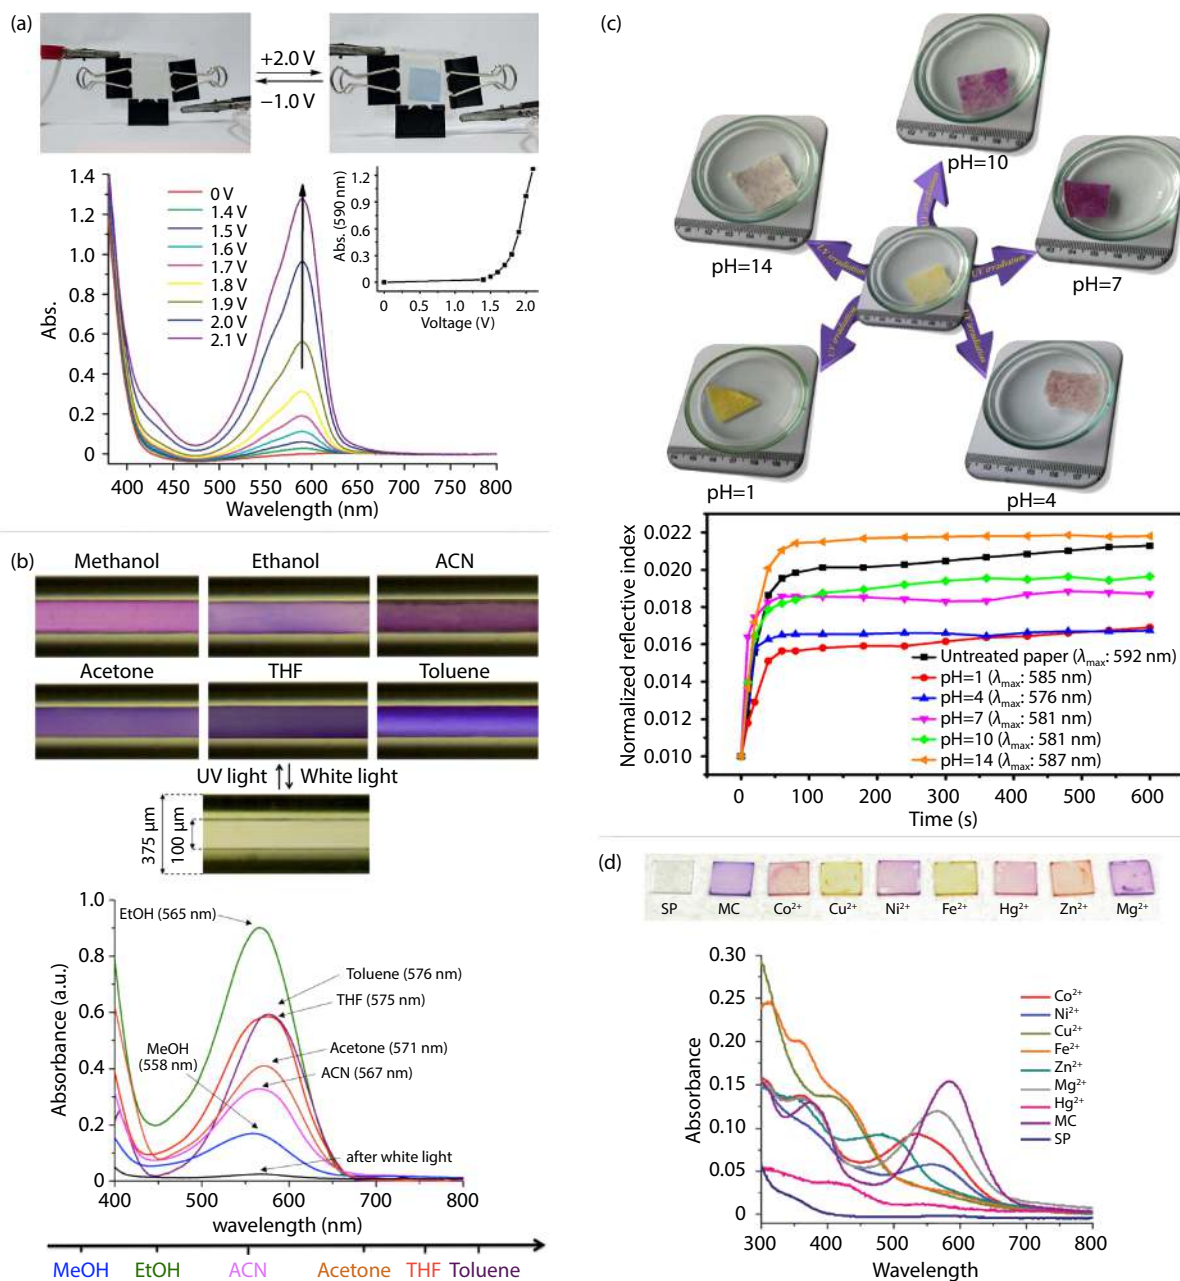 (a)
+2.0 V
−1.0 V
1.4
1.2
1.0
0.8
0.6
0.4
0.2
0
Abs.
0 V
1.4 V
1.5 V
1.6 V
1.7 V
1.8 V
1.9 V
2.0 V
2.1 V
400 450 500 550 600 650 700 750 800
Wavelength (nm)
Abs. (590 nm)
1.2
0.9
0.6
0.3
0
0 0.5 1.0 1.5 2.0
Voltage (V)
(b)
Methanol Ethanol ACN
Acetone THF Toluene
UV light White light
375 μm
100 μm
1.0
0.8
0.6
0.4
0.2
0
Absorbance (a.u.)
EtOH (565 nm)
Toluene (576 nm)
THF (575 nm)
MeOH
(558 nm)
Acetone (571 nm)
ACN (567 nm)
after white light
400 500 600 700 800
wavelength (nm)
MeOH EtOH ACN Acetone THF Toluene
(c)
pH=10
pH=14
pH=7
pH=1
pH=4
UV irradiation
UV irradiation
UV irradiation
UV irradiation
UV irradiation
0.022
0.020
0.018
0.016
0.014
0.012
0.010
Normalized reflective index
Untreated paper (λmax: 592 nm)
pH=1 (λmax: 585 nm)
pH=4 (λmax: 576 nm)
pH=7 (λmax: 581 nm)
pH=10 (λmax: 581 nm)
pH=14 (λmax: 587 nm)
0 100 200 300 400 500 600
Time (s)
(d)
SP MC Co²⁺ Cu²⁺ Ni²⁺ Fe²⁺ Hg²⁺ Zn²⁺ Mg²⁺
0.30
0.25
0.20
0.15
0.10
0.05
0
Absorbance
Co²⁺
Ni²⁺
Cu²⁺
Fe²⁺
Zn²⁺
Mg²⁺
Hg²⁺
MC
SP
300 400 500 600 700 800
Wavelength